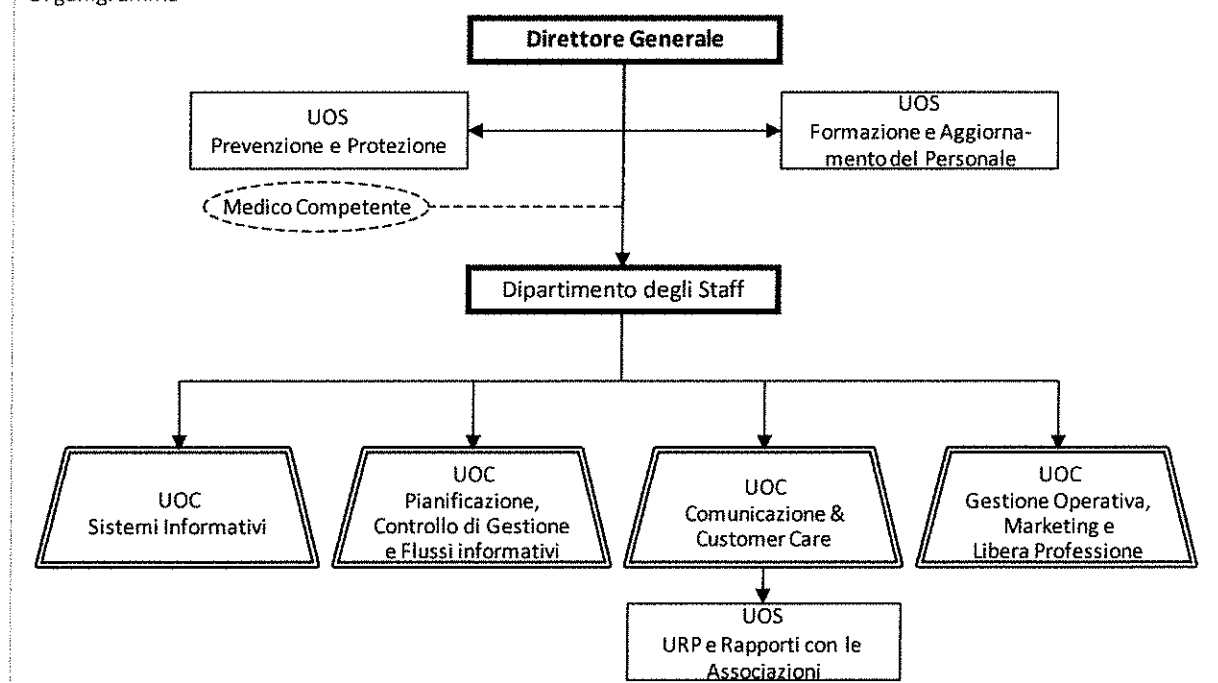 Organigramma
Direttore Generale
UOS
Prevenzione e Protezione
UOS
Formazione e Aggiorna-
mento del Personale
Medico Competente
Dipartimento degli Staff
UOC
Sistemi Informativi
UOC
Pianificazione,
Controllo di Gestione
e Flussi informativi
UOC
Comunicazione &
Customer Care
UOC
Gestione Operativa,
Marketing e
Libera Professione
UOS
URP e Rapporti con le
Associazioni